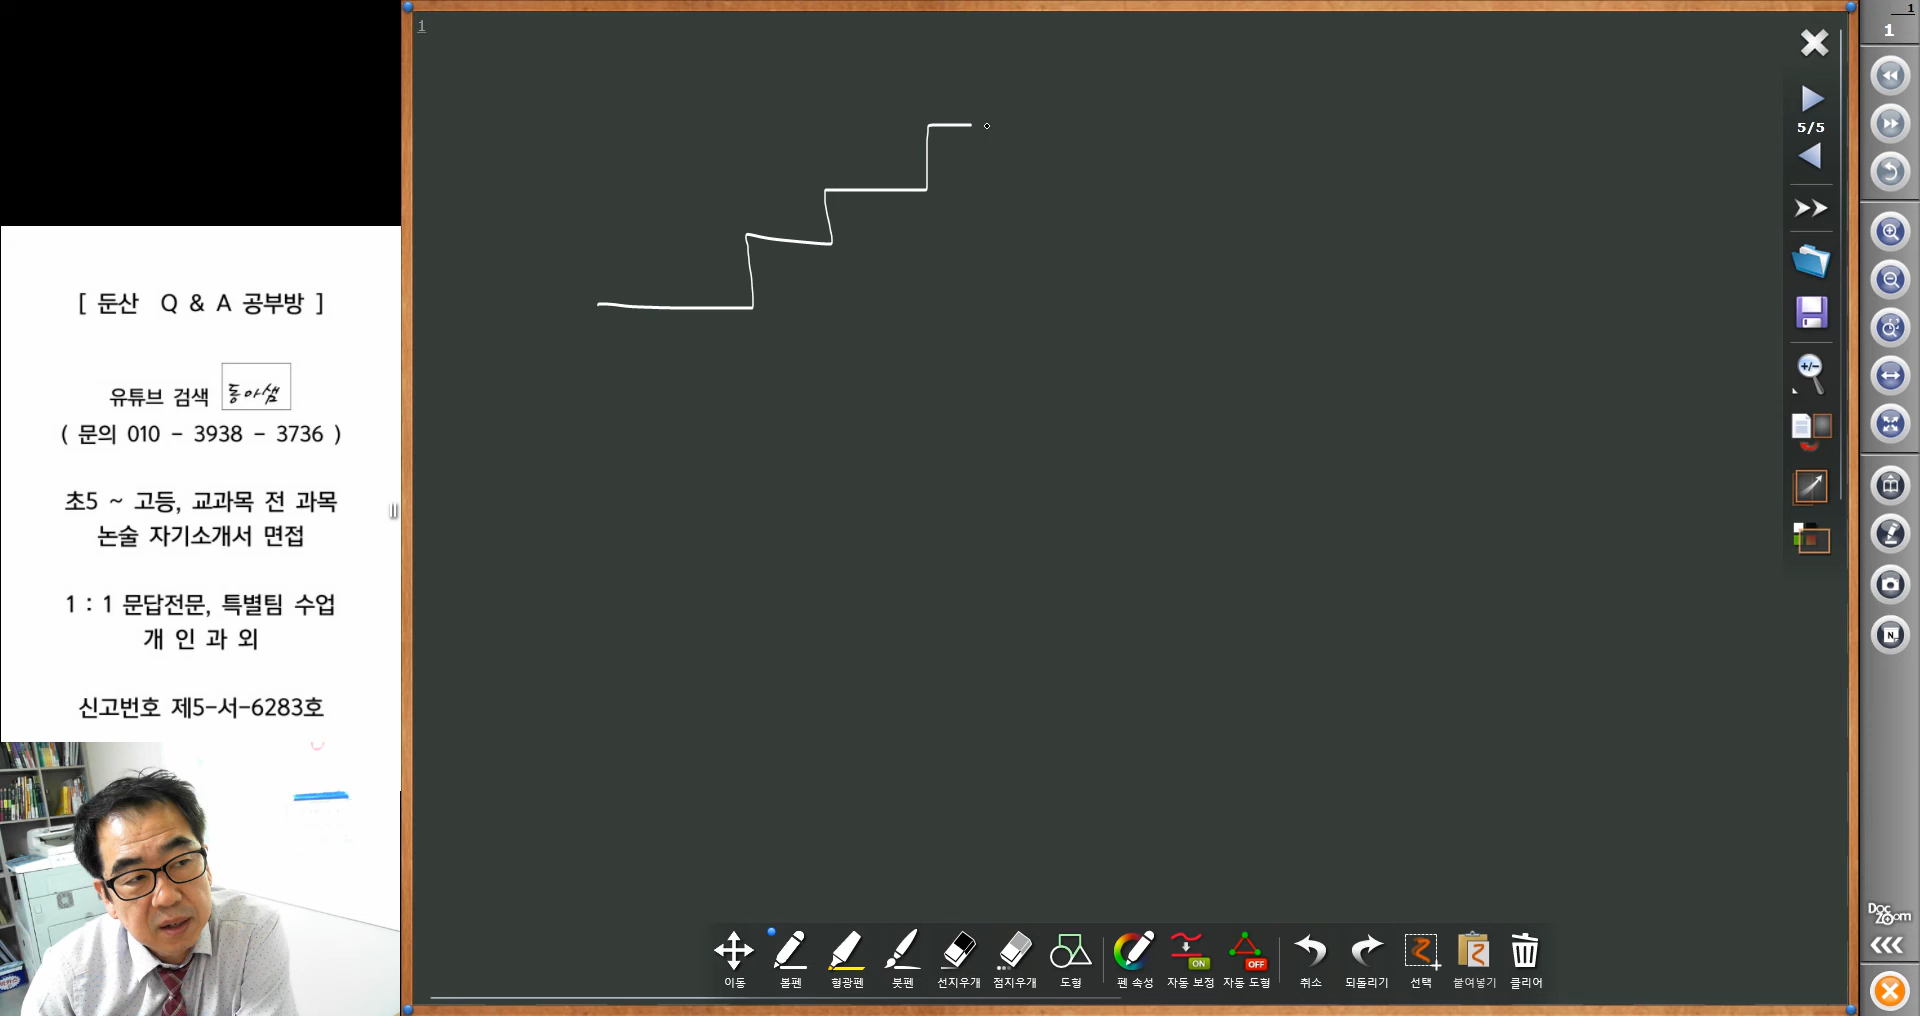 [ 둔산 Q & A 공부방 ]
유튜브 검색 동아샘
( 문의 010 - 3938 - 3736 )
초5 ~ 고등, 교과목 전 과목
논술 자기소개서 면접
1 : 1 문답전문, 특별팀 수업
개 인 과 외
신고번호 제5-서-6283호
1
5/5
+/-
1
1
N
Doc
Zoom
ON
OFF
이동
볼펜
형광펜
붓펜
선지우개
점지우개
도형
펜 속성
자동 보정
자동 도형
취소
되돌리기
선택
붙여넣기
클리어